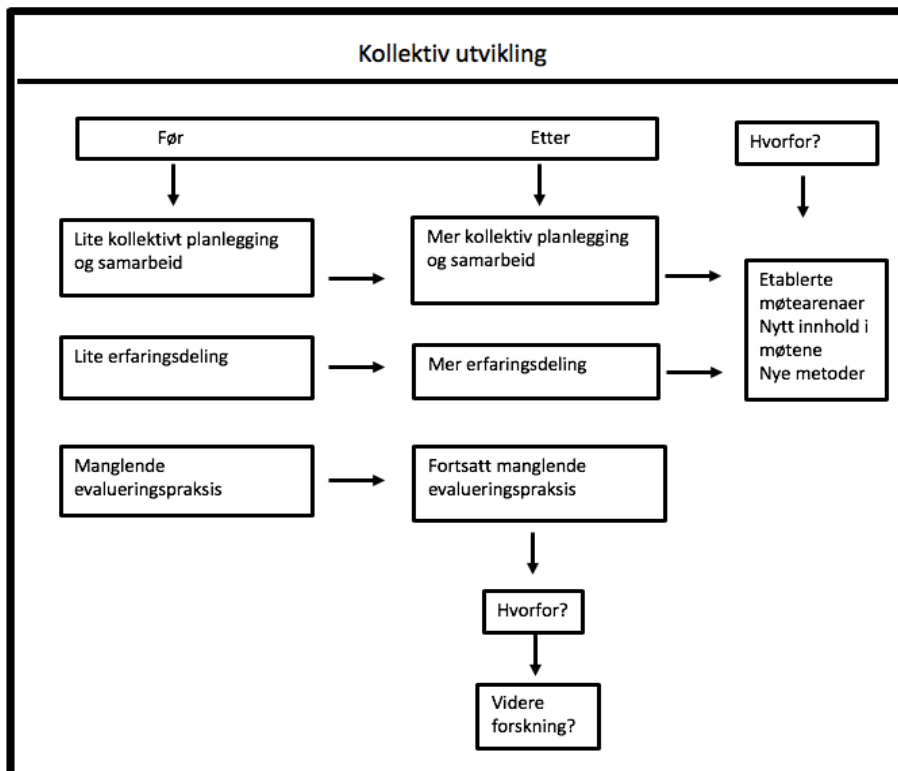 Kollektiv utvikling
Før
Etter
Hvorfor?
Lite kollektivt planlegging
og samarbeid
Mer kollektiv planlegging
og samarbeid
Etablerte
møtearenaer
Nytt innhold i
møtene
Nye metoder
Lite erfaringsdeling
Mer erfaringsdeling
Manglende
evalueringspraksis
Fortsatt manglende
evalueringspraksis
Hvorfor?
Videre
forskning?